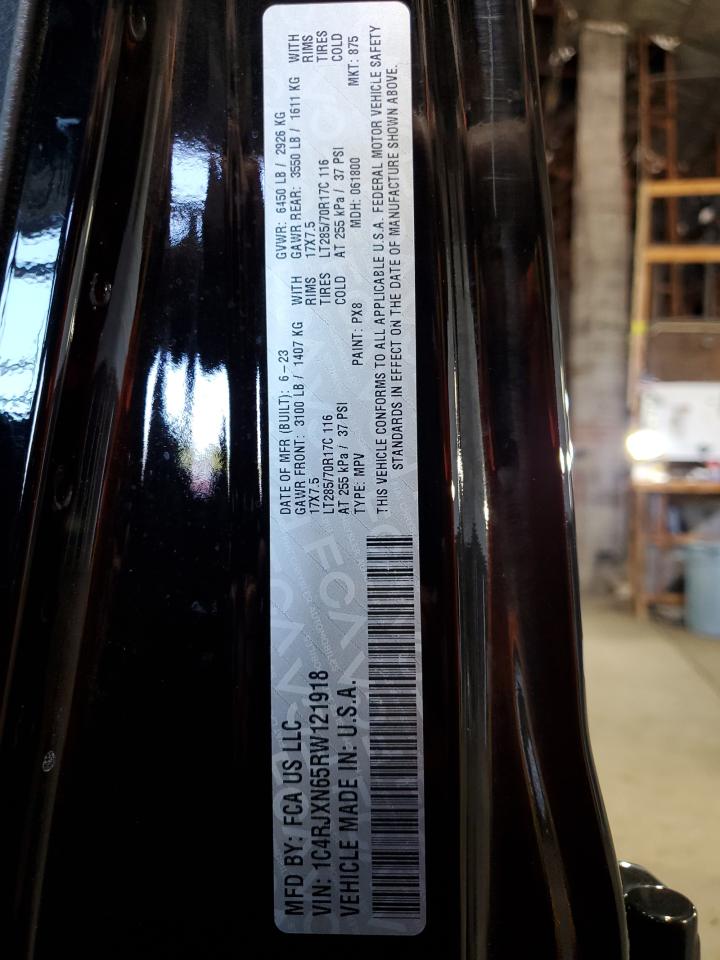 MFD BY: FCA US LLC
VIN: 1C4RJXN65RW121918
VEHICLE MADE IN: U.S.A.
DATE OF MFR (BUILT): 6-23 GVWR: 6450 LB / 2926 KG
GAWR FRONT: 3100 LB / 1407 KG WITH GAWR REAR: 3550 LB / 1611 KG WITH
17X7.5 RIMS 17X7.5 RIMS
LT285/70R17C 116 TIRES LT285/70R17C 116 TIRES
AT 255 kPa / 37 PSI COLD AT 255 kPa / 37 PSI COLD
TYPE: MPV PAINT: PX8 MDH: 061800 MKT: 875
THIS VEHICLE CONFORMS TO ALL APPLICABLE U.S.A. FEDERAL MOTOR VEHICLE SAFETY
STANDARDS IN EFFECT ON THE DATE OF MANUFACTURE SHOWN ABOVE.